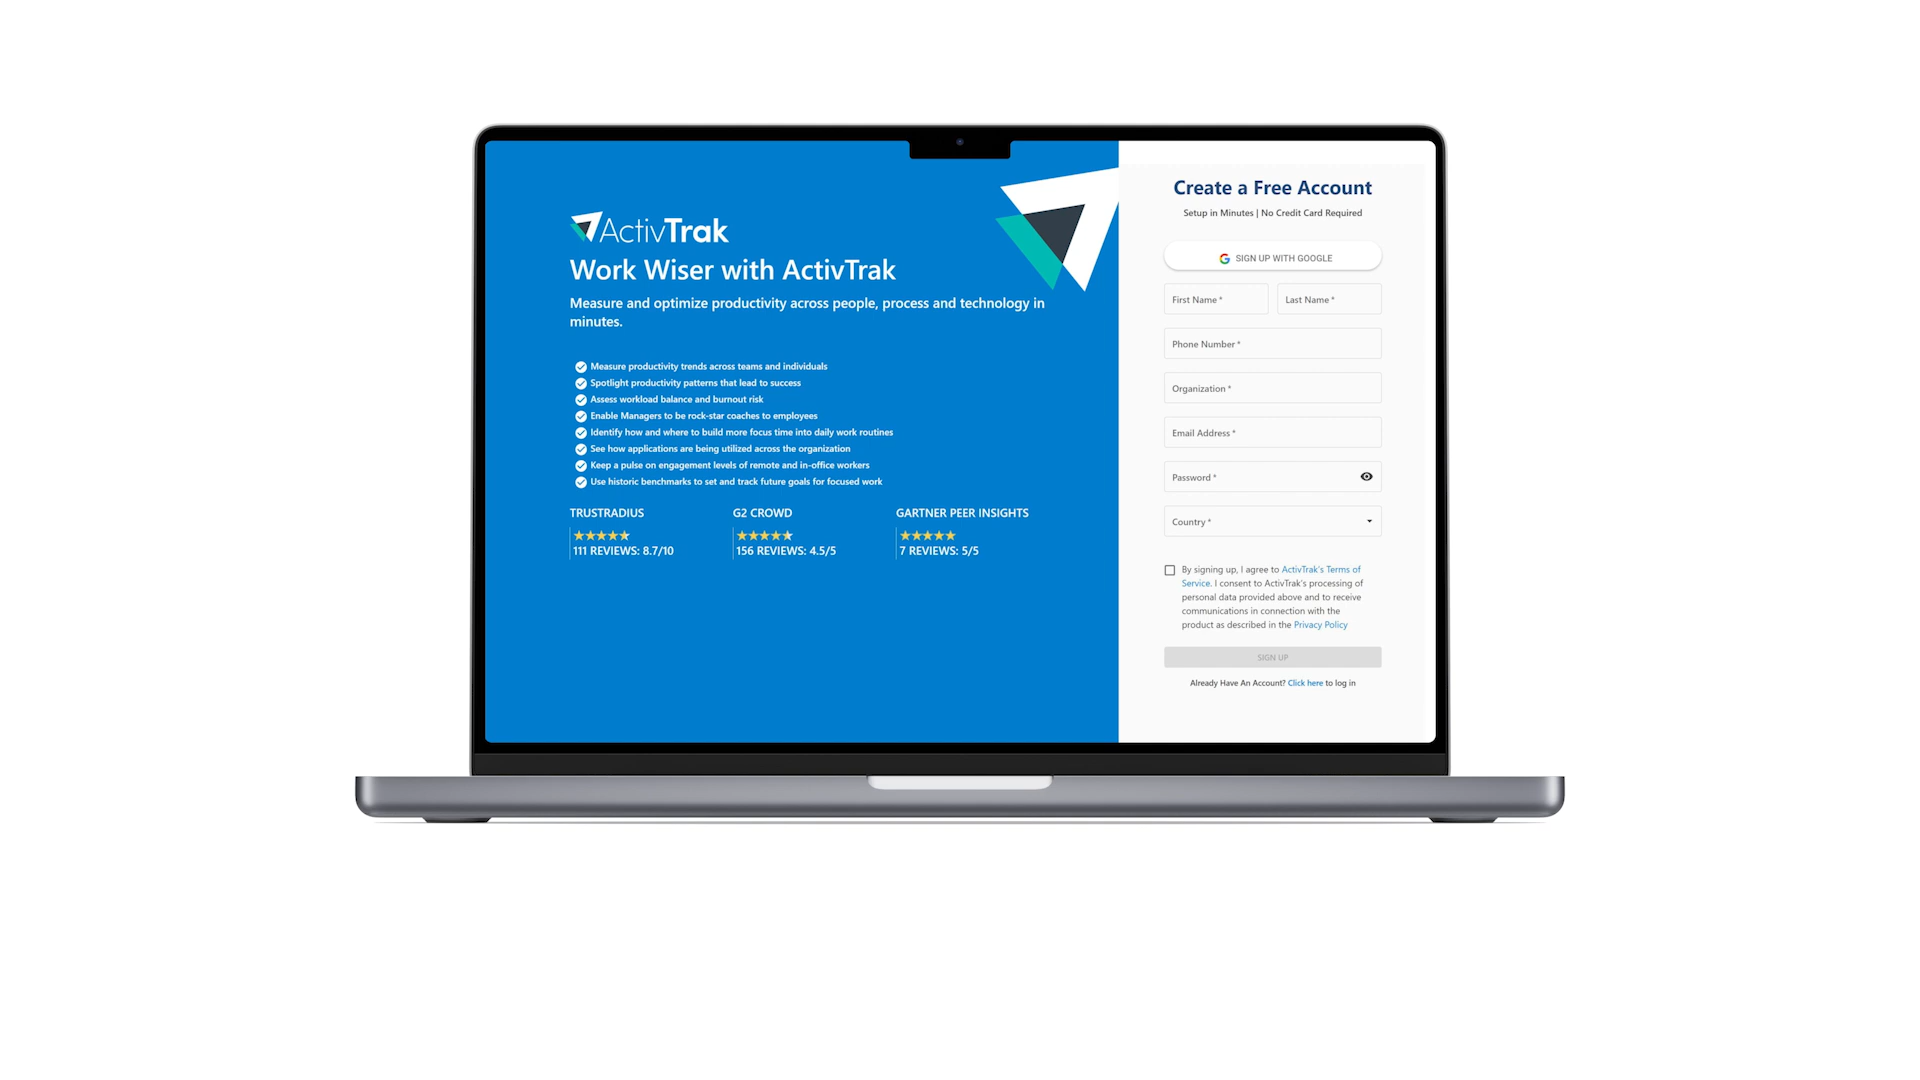 ActivTrak
Work Wiser with ActivTrak
Measure and optimize productivity across people, process and technology in
minutes.
Measure productivity trends across teams and individuals
Spotlight productivity patterns that lead to success
Assess workload balance and burnout risk
Enable Managers to be rock-star coaches to employees
Identify how and where to build more focus time into daily work routines
See how applications are being utilized across the organization
Keep a pulse on engagement levels of remote and in-office workers
Use historic benchmarks to set and track future goals for focused work
TRUSTRADIUS
111 REVIEWS: 8.7/10
G2 CROWD
156 REVIEWS: 4.5/5
GARTNER PEER INSIGHTS
7 REVIEWS: 5/5
Create a Free Account
Setup in Minutes | No Credit Card Required
SIGN UP WITH GOOGLE
First Name *
Last Name *
Phone Number *
Organization *
Email Address *
Password *
Country *
By signing up, I agree to ActivTrak's Terms of
Service. I consent to ActivTrak's processing of
personal data provided above and to receive
communications in connection with the
product as described in the Privacy Policy
SIGN UP
Already Have An Account? Click here to log in